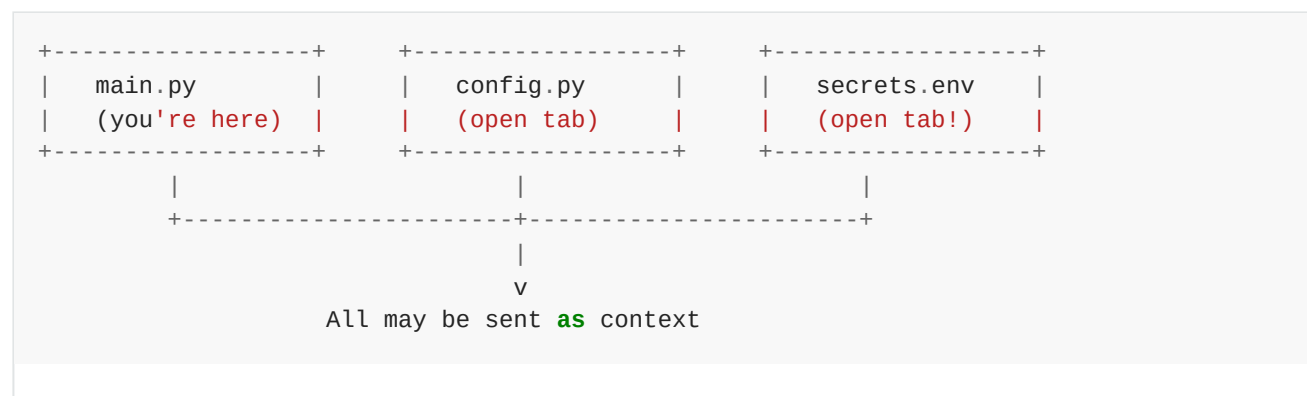 +------------------+     +------------------+     +------------------+
|   main.py        |     |   config.py      |     |   secrets.env    |
|   (you're here)  |     |   (open tab)     |     |   (open tab!)    |
+------------------+     +------------------+     +------------------+
         |                       |                       |
         +-----------------------+-----------------------+
                                 |
                                 v
                    All may be sent as context